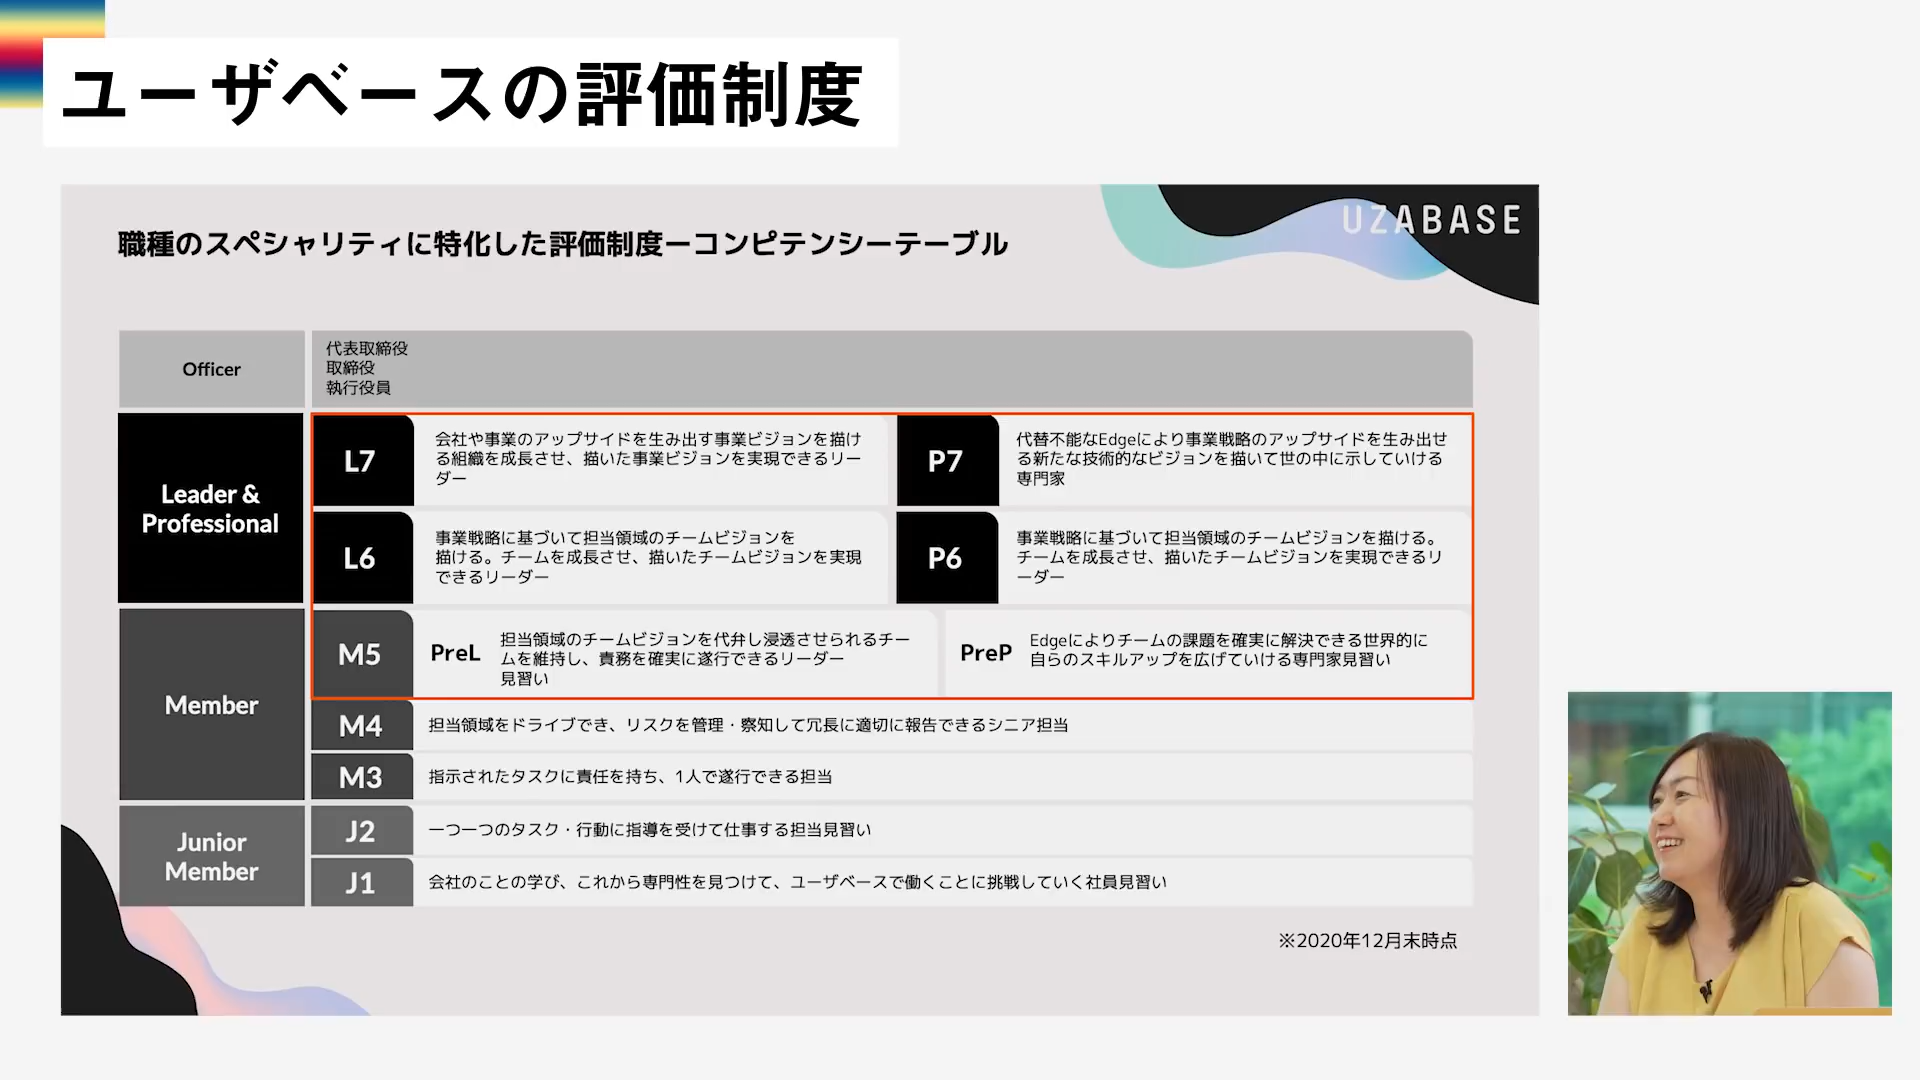 ユーザベースの評価制度
UZABASE
職種のスペシャリティに特化した評価制度ーコンピテンシーテーブル
Officer
代表取締役
取締役
執行役員
Leader &
Professional
L7
会社や事業のアップサイドを生み出す事業ビジョンを描け
る組織を成長させ、描いた事業ビジョンを実現できるリー
ダー
P7
代替不能なEdgeにより事業戦略のアップサイドを生み出せ
る新たな技術的なビジョンを描いて世の中に示していける
専門家
L6
事業戦略に基づいて担当領域のチームビジョンを
描ける。チームを成長させ、描いたチームビジョンを実現
できるリーダー
P6
事業戦略に基づいて担当領域のチームビジョンを描ける。
チームを成長させ、描いたチームビジョンを実現できるリ
ーダー
Member
M5
PreL
担当領域のチームビジョンを代弁し浸透させられるチー
ムを維持し、責務を確実に遂行できるリーダー
見習い
PreP
Edgeによりチームの課題を確実に解決できる世界的に
自らのスキルアップを広げていける専門家見習い
M4
担当領域をドライブでき、リスクを管理・察知して冗長に適切に報告できるシニア担当
M3
指示されたタスクに責任を持ち、1人で遂行できる担当
Junior
Member
J2
一つ一つのタスク・行動に指導を受けて仕事する担当見習い
J1
会社のことの学び、これから専門性を見つけて、ユーザベースで働くことに挑戦していく社員見習い
※2020年12月末時点